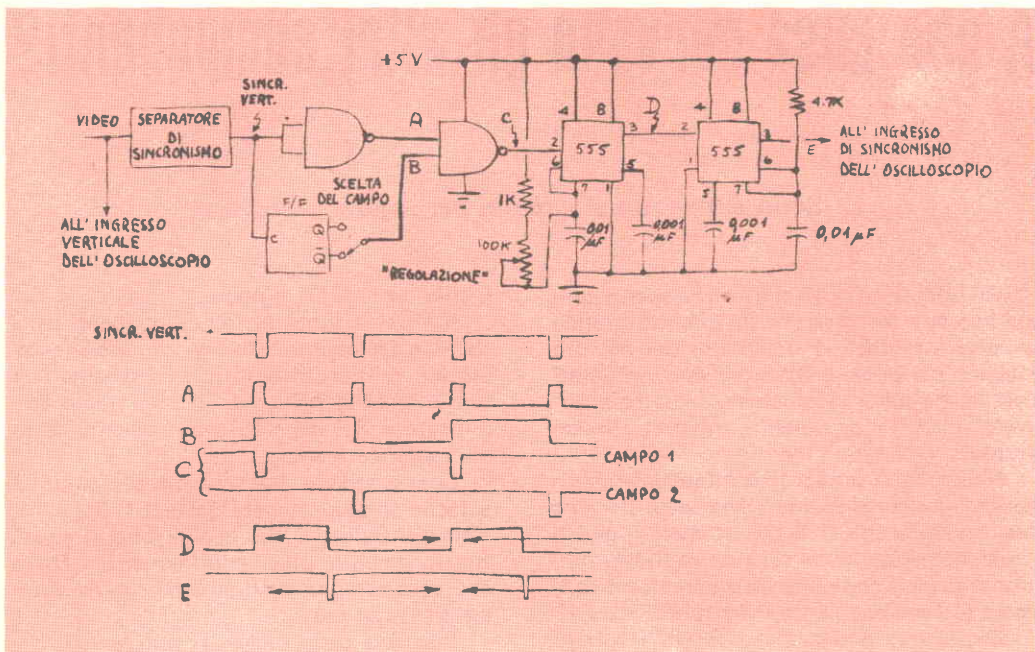 +5V
SINCR.
VERT.
VIDEO
SEPARATORE
DI
SINCRONISMO
A
B
C
D
E
4
8
2
3
555
6
5
7
1
4
8
2
3
555
1
6
5
7
4.7K
ALL' INGRESSO
DI SINCRONISMO
DELL' OSCILLOSCOPIO
SCELTA
DEL CAMPO
F/F
C
Q
Q̄
ALL' INGRESSO
VERTICALE
DELL' OSCILLOSCOPIO
1K
100K
"REGOLAZIONE"
0,01
µF
0,001
µF
0,001
µF
0,01 µF
SINCR. VERT.
A
B
C
CAMPO 1
CAMPO 2
D
E